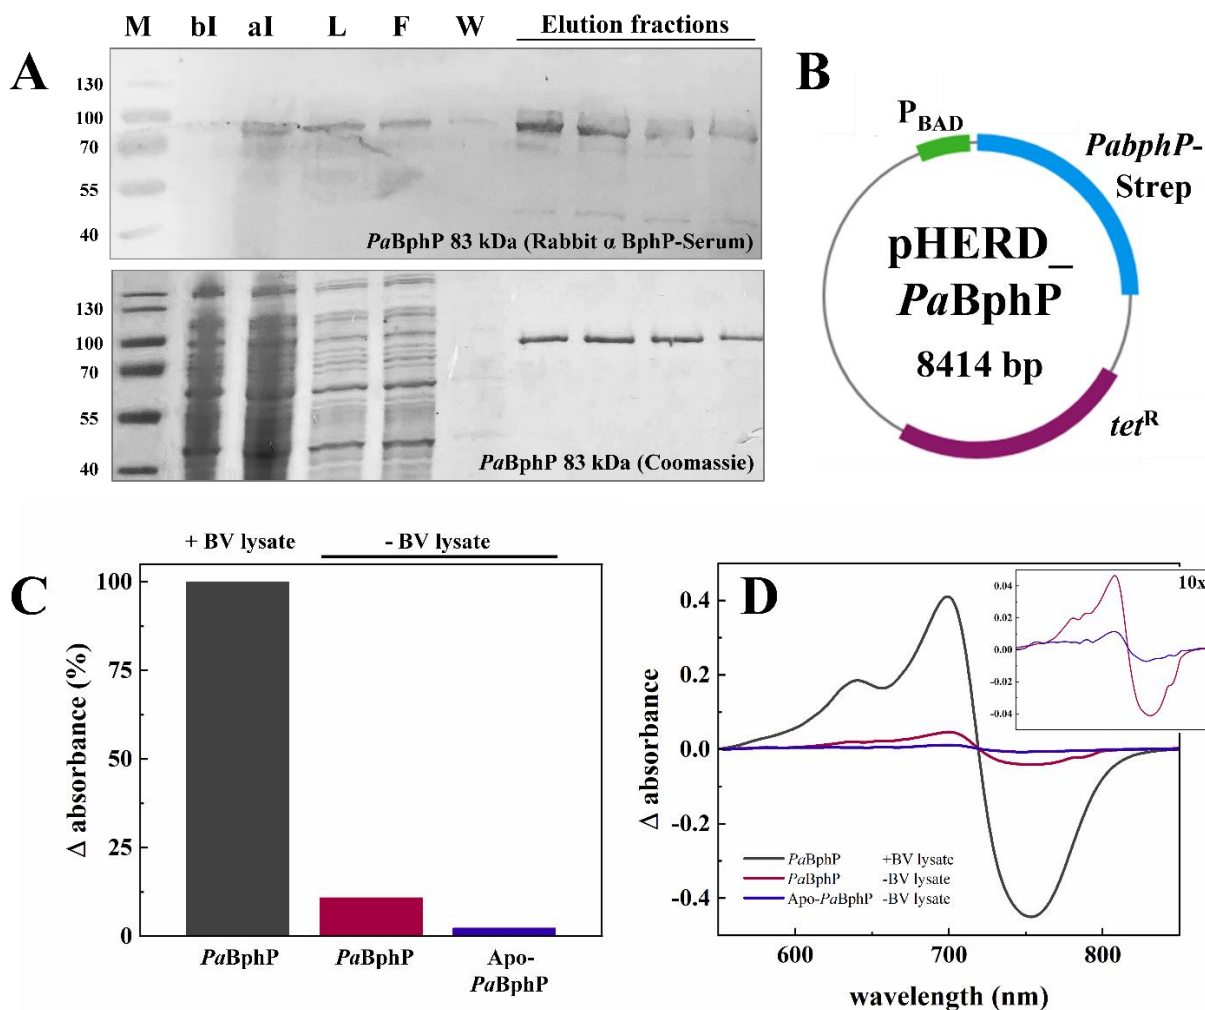 A
M bI aI L F W Elution fractions
130
100
70
55
40
PaBphP 83 kDa (Rabbit α BphP-Serum)
130
100
70
55
40
PaBphP 83 kDa (Coomassie)
B
PBAD
PabphP-
Strep
pHERD_
PaBphP
8414 bp
tetR
C
+ BV lysate - BV lysate
Δ absorbance (%)
100
75
50
25
0
PaBphP PaBphP Apo-
PaBphP
D
Δ absorbance
0.4
0.2
0.0
-0.2
-0.4
10x
0.04
0.02
0.00
-0.02
-0.04
PaBphP +BV lysate
PaBphP -BV lysate
Apo-PaBphP -BV lysate
600 700 800
wavelength (nm)